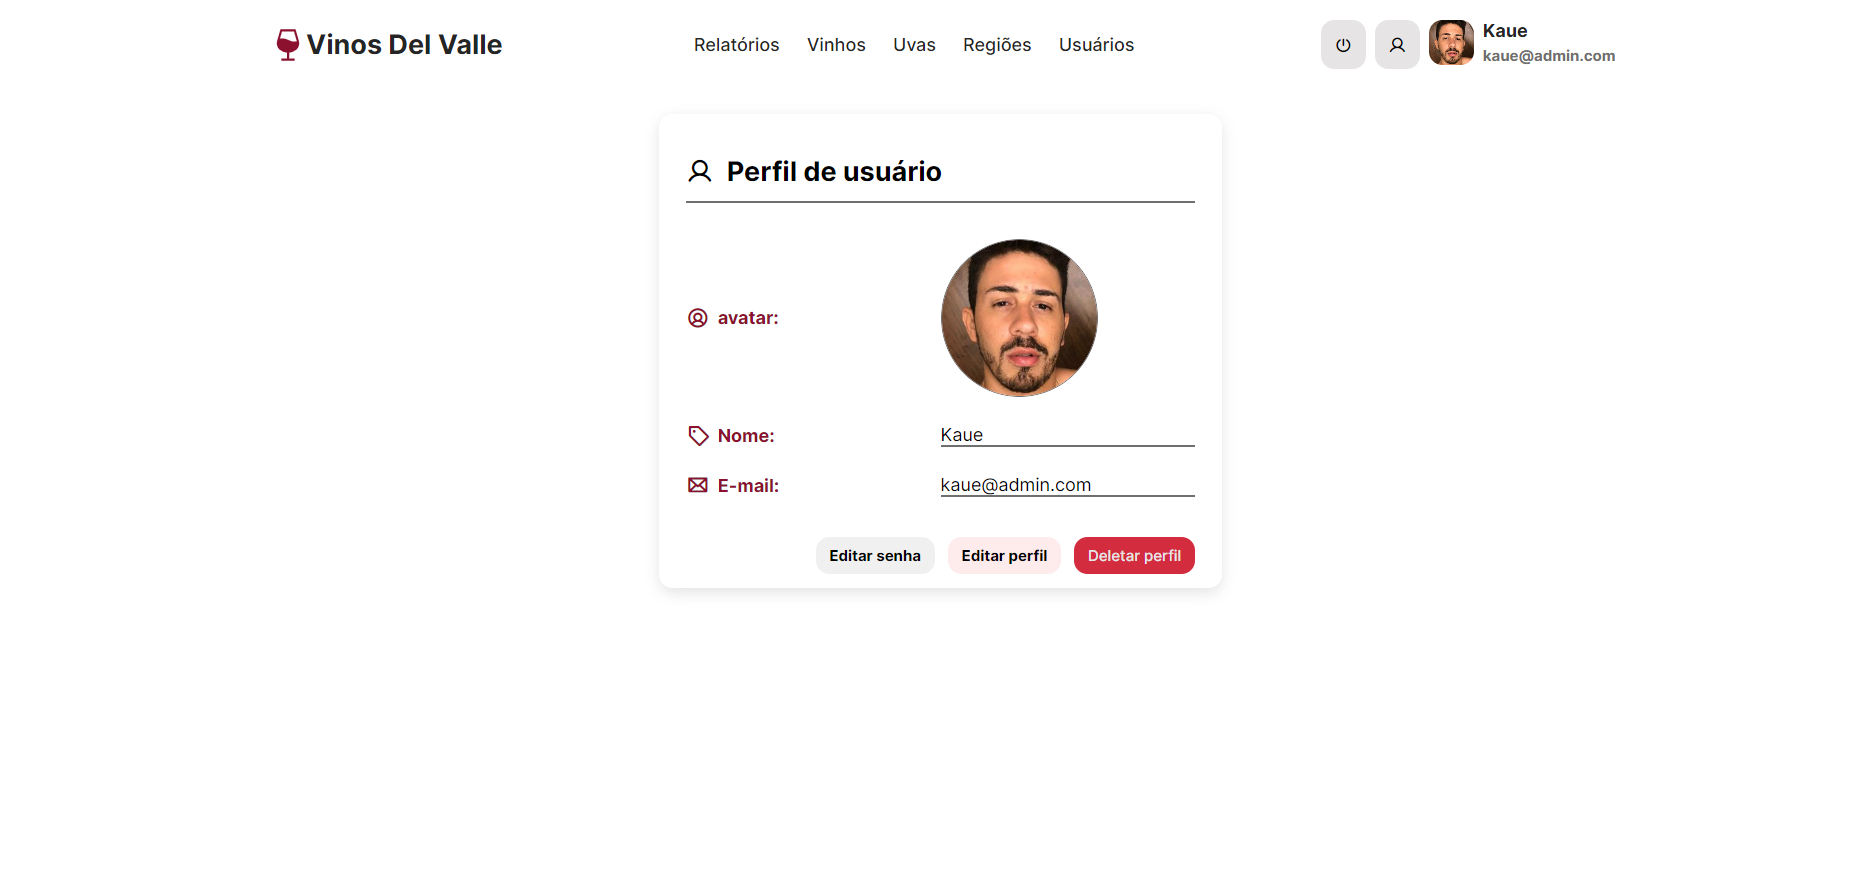 Vinos Del Valle
Relatórios Vinhos Uvas Regiões Usuários
Kaue
kaue@admin.com
Perfil de usuário
avatar:
Nome: Kaue
E-mail: kaue@admin.com
Editar senha Editar perfil Deletar perfil